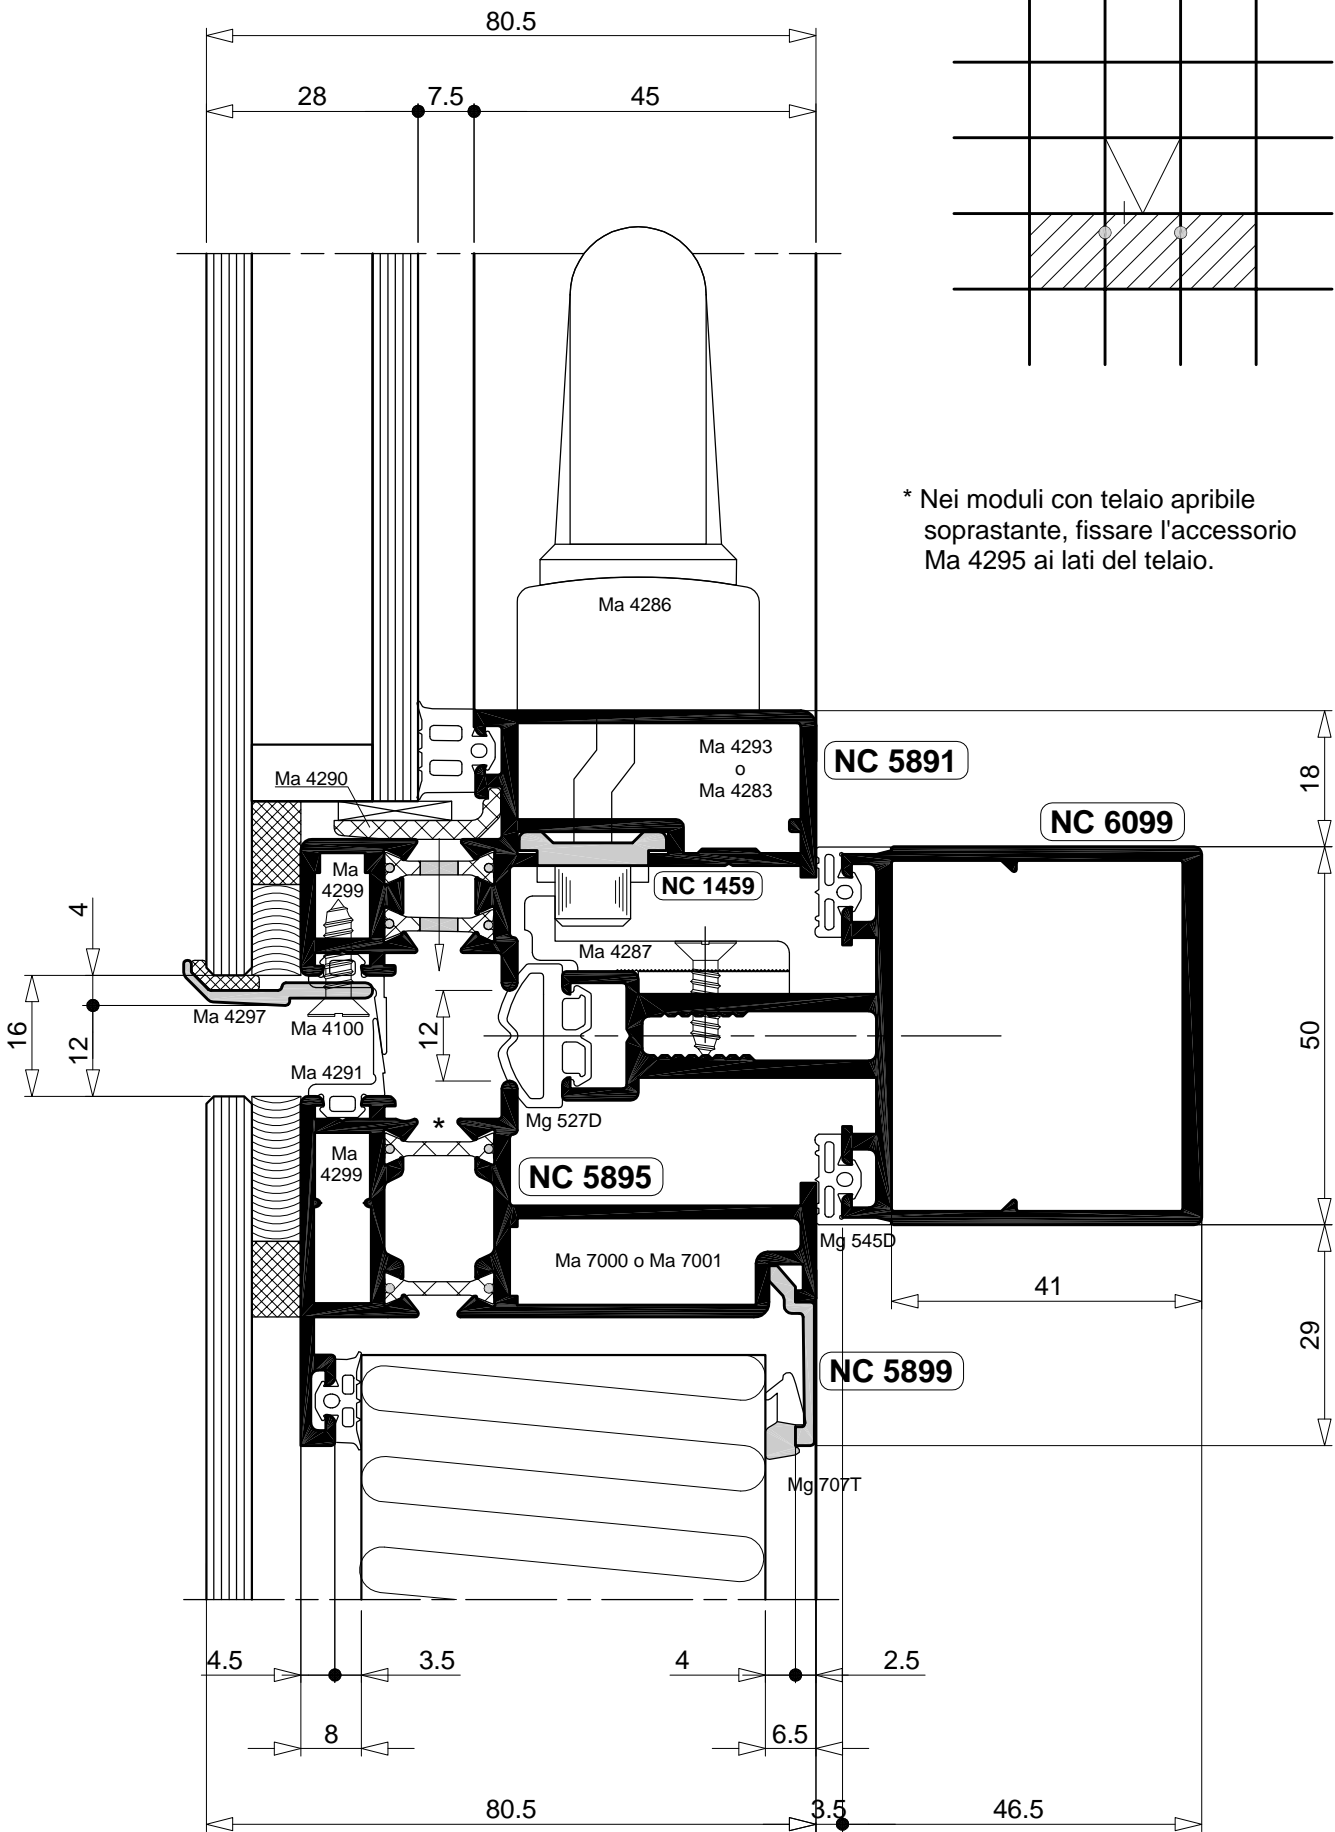 80.5
28
7.5
45
* Nei moduli con telaio apribile
soprastante, fissare l'accessorio
Ma 4295 ai lati del telaio.
Ma 4286
Ma 4293
o
Ma 4283
NC 5891
18
Ma 4290
NC 6099
Ma
4299
NC 1459
4
Ma 4287
Ma 4297
Ma 4100
16
12
12
50
Ma 4291
Mg 527D
*
Ma
4299
NC 5895
Mg 545D
Ma 7000 o Ma 7001
41
29
NC 5899
Mg 707T
4.5
3.5
4
2.5
8
6.5
80.5
3.5
46.5